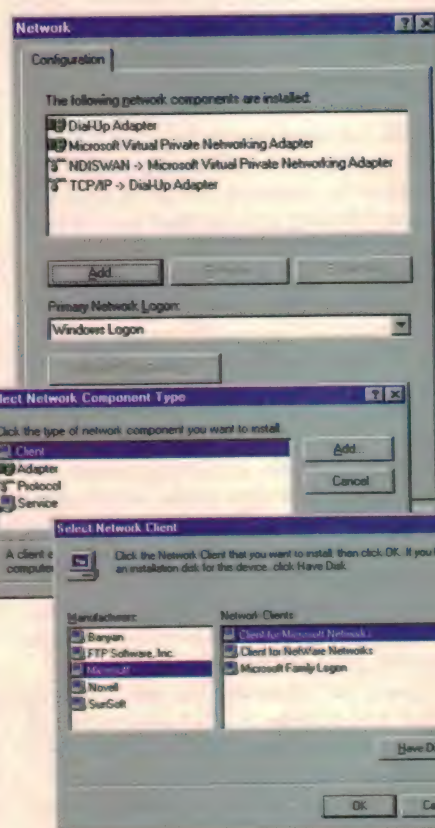 Network
Configuration
The following network components are installed:
Dial-Up Adapter
Microsoft Virtual Private Networking Adapter
NDISWAN -> Microsoft Virtual Private Networking Adapter
TCP/IP -> Dial-Up Adapter
Add...
Primary Network Logon:
Windows Logon
lect Network Component Type
Click the type of network component you want to install:
Client
Adapter
Protocol
Service
Add...
Cancel
A client e
computer
Select Network Client
Click the Network Client that you want to install, then click OK. If you
an installation disk for this device, click Have Disk.
Manufacturers:
Banyan
FTP Software, Inc.
Microsoft
Novell
SunSoft
Network Clients:
Client for Microsoft Networks
Client for NetWare Networks
Microsoft Family Logon
Have D
OK
Ca